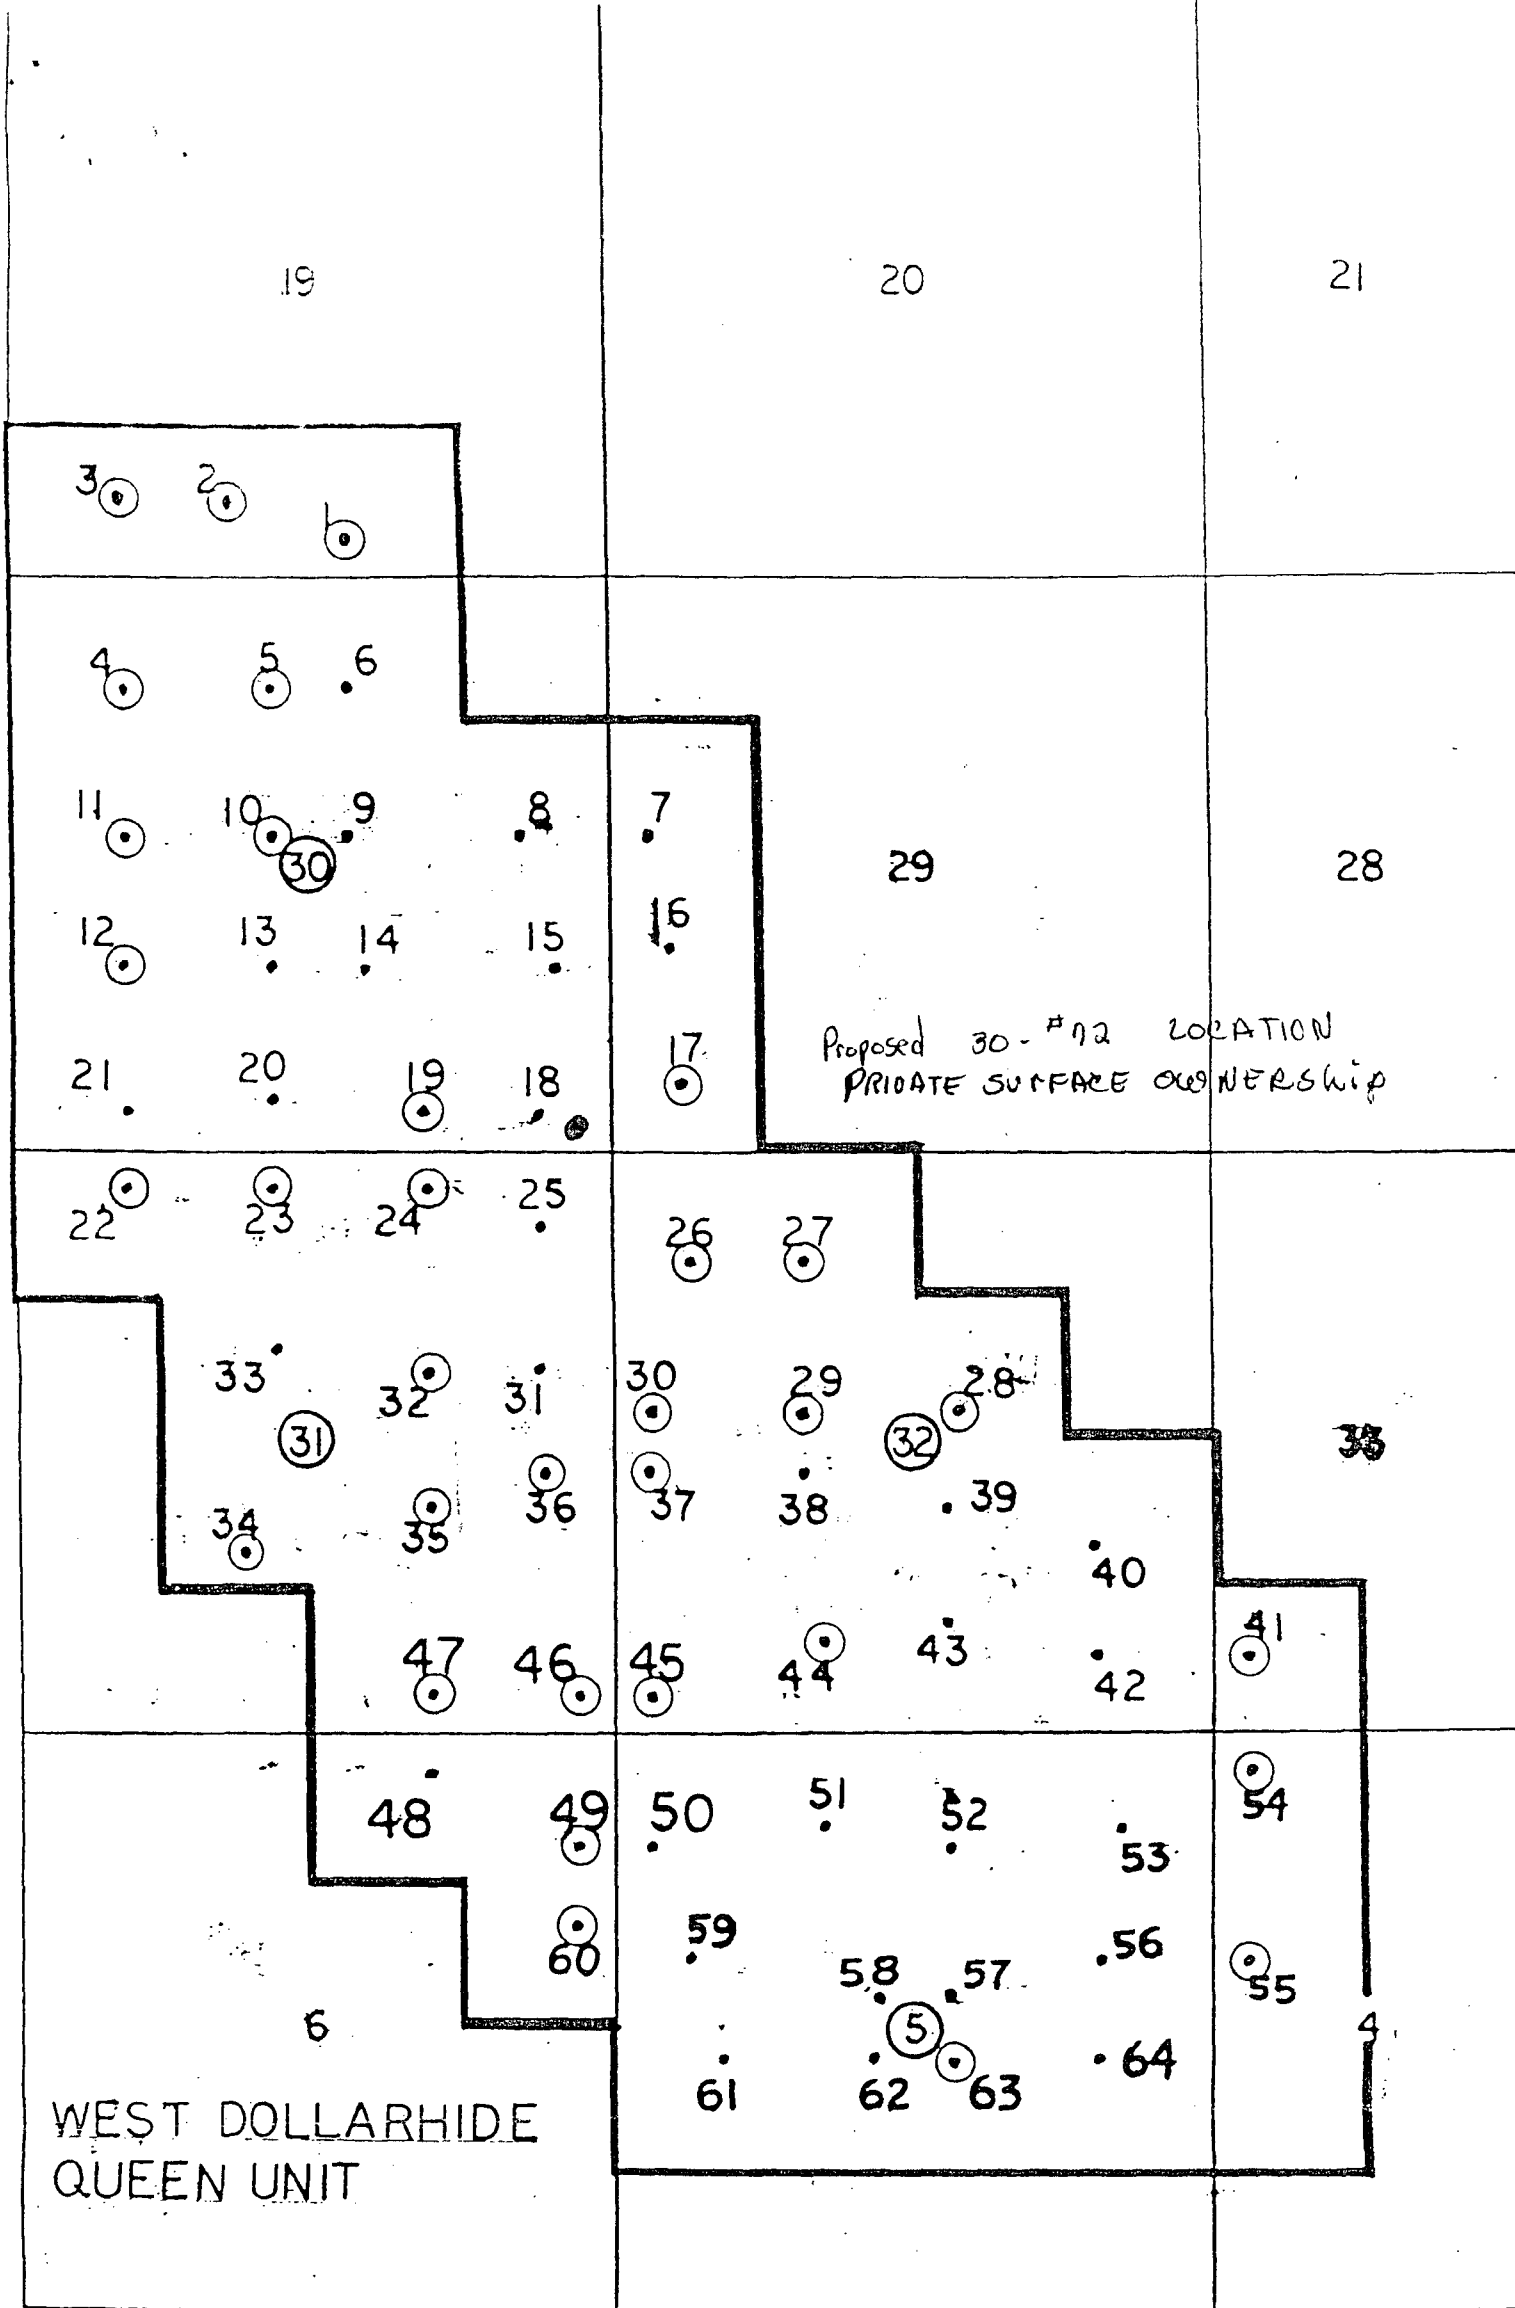 19 20 21
3 2 1
4 5 6
11 10 9 8 7
30 29 28
12 13 14 15 16
Proposed 30-#72 LOCATION
PRIVATE SURFACE OWNERShip
21 20 19 18 17
22 23 24 25 26 27
33 32 31 30 29 28
31 32 33
34 35 36 37 38 39
40
47 46 45 44 43 42 41
48 49 50 51 52 53 54
60 59 58 57 56 55
6 5 4
61 62 63 64
WEST DOLLARHIDE
QUEEN UNIT